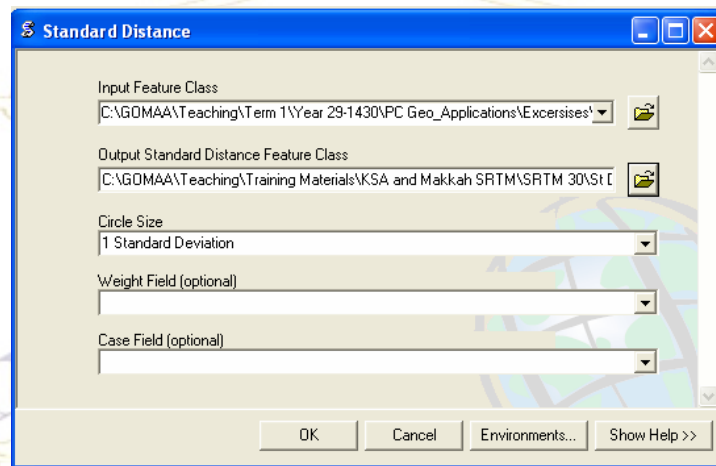 Standard Distance
Input Feature Class
C:\GOMAA\Teaching\Term 1\Year 29-1430\PC Geo_Applications\Excersises\
Output Standard Distance Feature Class
C:\GOMAA\Teaching\Training Materials\KSA and Makkah SRTM\SRTM 30\St D
Circle Size
1 Standard Deviation
Weight Field (optional)
Case Field (optional)
OK Cancel Environments... Show Help >>